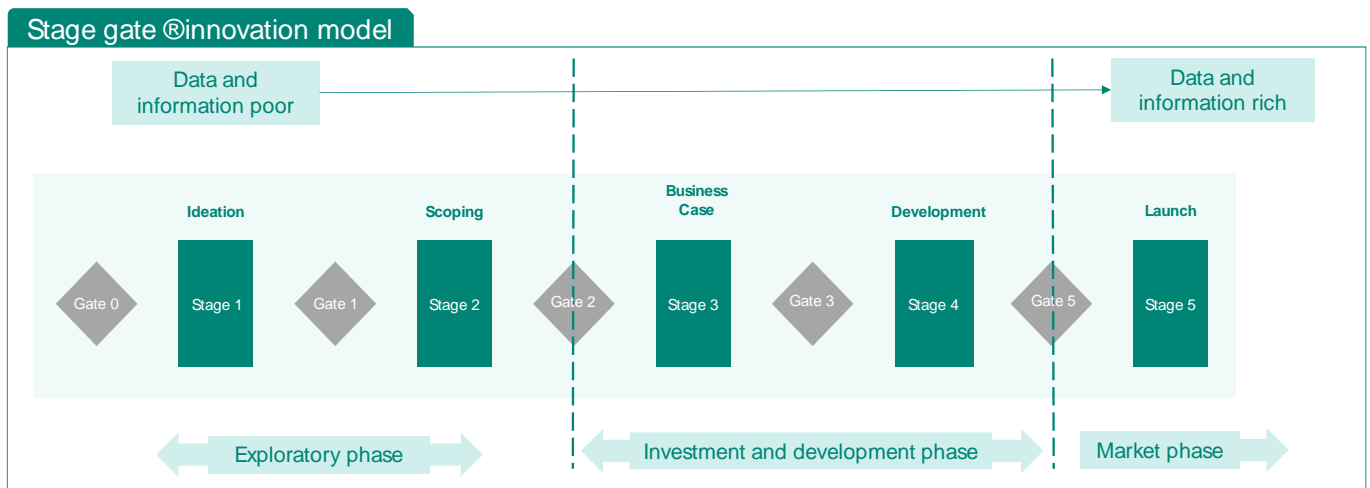 Stage gate ®innovation model
Data and
information poor
Data and
information rich
Ideation
Scoping
Business
Case
Development
Launch
Gate 0
Stage 1
Gate 1
Stage 2
Gate 2
Stage 3
Gate 3
Stage 4
Gate 5
Stage 5
Exploratory phase
Investment and development phase
Market phase